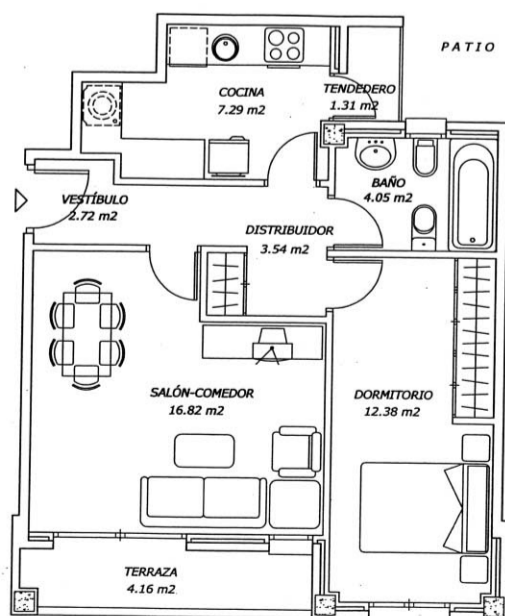 PATIO
COCINA
7.29 m2
TENDEDERO
1.31 m2
VESTÍBULO
2.72 m2
BAÑO
4.05 m2
DISTRIBUIDOR
3.54 m2
SALÓN-COMEDOR
16.82 m2
DORMITORIO
12.38 m2
TERRAZA
4.16 m2